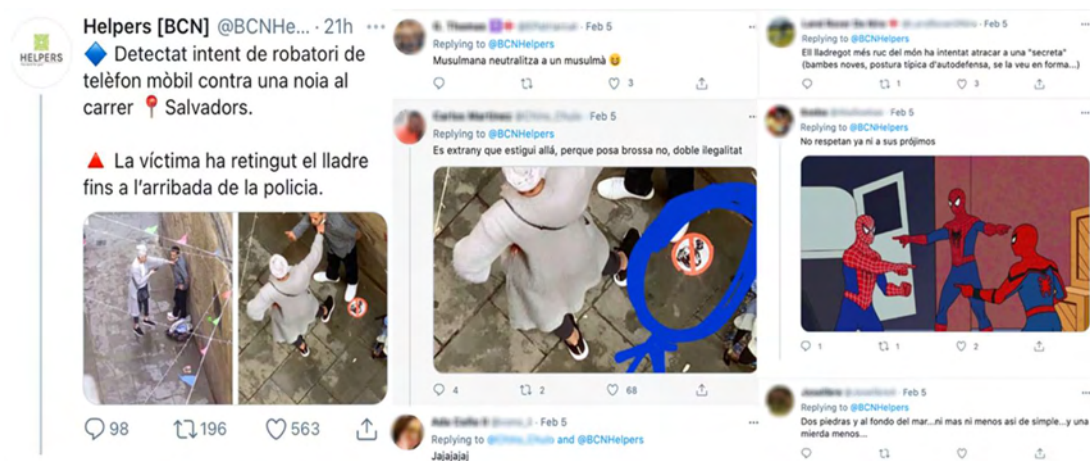 Helpers [BCN] @BCNHe... · 21h
HELPERS
Detectat intent de robatori de
telèfon mòbil contra una noia al
carrer Salvadors.
La víctima ha retingut el lladre
fins a l'arribada de la policia.
98 196 563
Feb 5
Replying to @BCNHelpers
Musulmana neutralitza a un musulmà
3
Carlos Martinez · Feb 5
Replying to @BCNHelpers
Es extrany que estigui allá, perque posa brossa no, doble ilegalitat
4 2 68
Feb 5
Replying to and @BCNHelpers
Jajajajaj
Feb 5
Replying to @BCNHelpers
Ell lladregot més ruc del món ha intentat atracar a una "secreta"
(bambes noves, postura típica d'autodefensa, se la veu en forma...)
1 3
Feb 5
Replying to @BCNHelpers
No respetan ya ni a sus prójimos
1 1 2
Feb 5
Replying to @BCNHelpers
Dos piedras y al fondo del mar...ni mas ni menos asi de simple...y una
mierda menos...